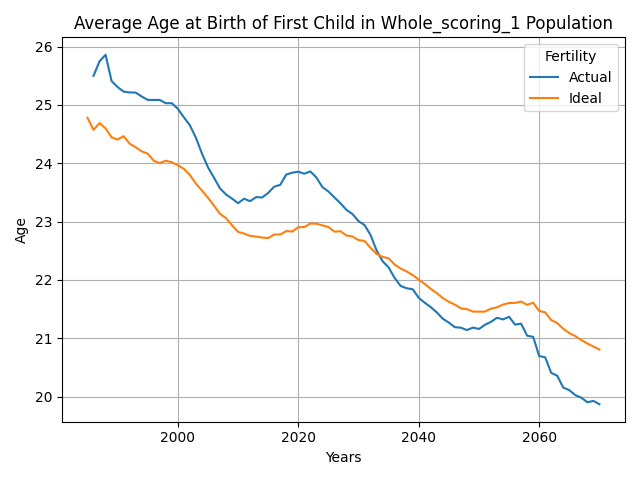 Average Age at Birth of First Child in Whole_scoring_1 Population
Fertility
Actual
Ideal
Age
26
25
24
23
22
21
20
2000 2020 2040 2060
Years